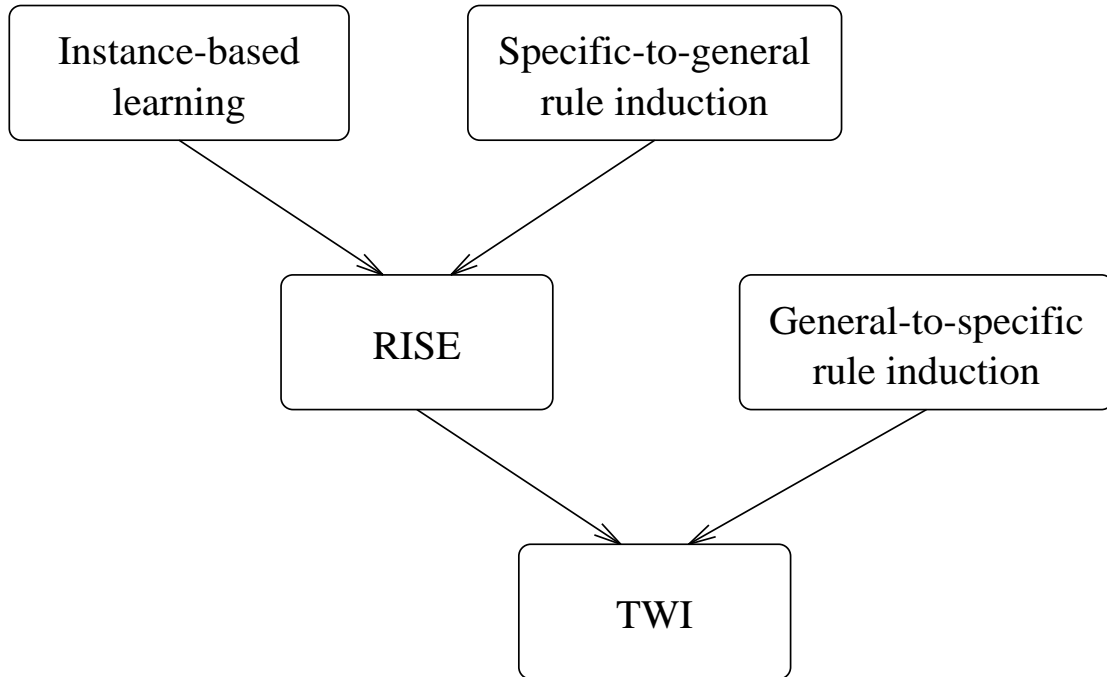 Instance-based
learning
Specific-to-general
rule induction
RISE
General-to-specific
rule induction
TWI